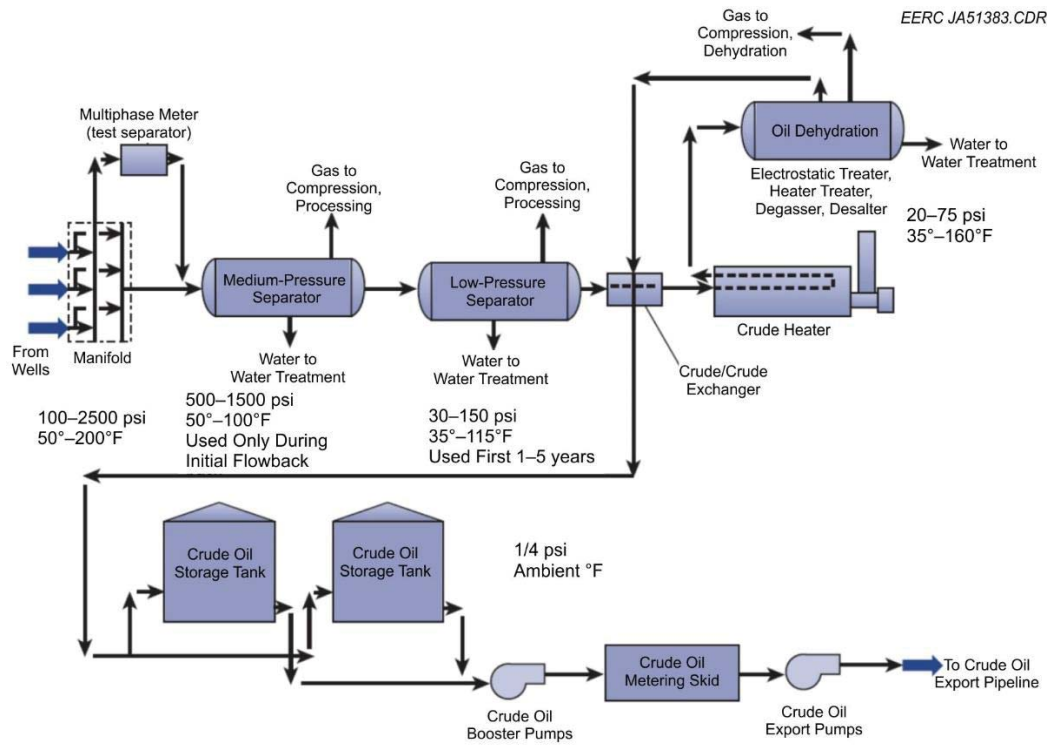 EERC JA51383.CDR
Gas to
Compression,
Dehydration
Multiphase Meter
(test separator)
Oil Dehydration
Water to
Water Treatment
Electrostatic Treater,
Heater Treater,
Degasser, Desalter
20–75 psi
35°–160°F
Gas to
Compression,
Processing
Gas to
Compression,
Processing
Medium-Pressure
Separator
Low-Pressure
Separator
Crude Heater
From
Wells
Manifold
Water to
Water Treatment
Water to
Water Treatment
Crude/Crude
Exchanger
100–2500 psi
50°–200°F
500–1500 psi
50°–100°F
Used Only During
Initial Flowback
30–150 psi
35°–115°F
Used First 1–5 years
Crude Oil
Storage Tank
Crude Oil
Storage Tank
1/4 psi
Ambient °F
Crude Oil
Booster Pumps
Crude Oil
Metering Skid
Crude Oil
Export Pumps
To Crude Oil
Export Pipeline